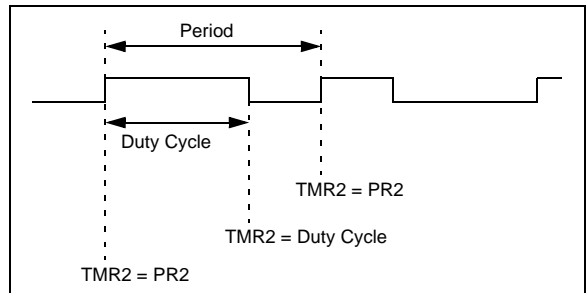 Period
Duty Cycle
TMR2 = PR2
TMR2 = Duty Cycle
TMR2 = PR2